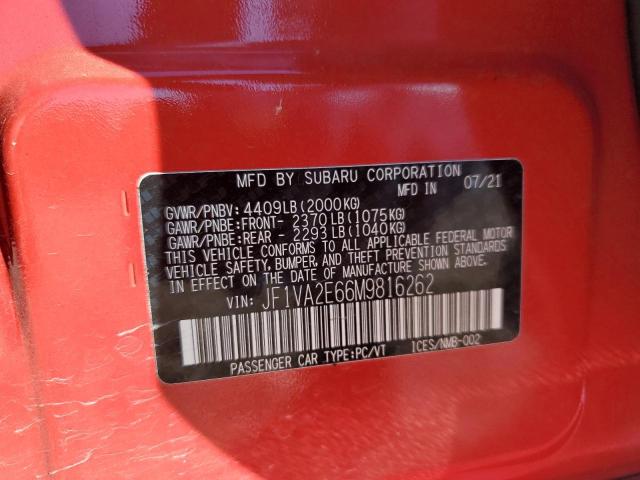 MFD BY SUBARU CORPORATION
MFD IN 07/21
GVWR/PNBV: 4409LB(2000KG)
GAWR/PNBE:FRONT- 2370LB(1075KG)
GAWR/PNBE:REAR - 2293LB(1040KG)
THIS VEHICLE CONFORMS TO ALL APPLICABLE FEDERAL MOTOR
VEHICLE SAFETY, BUMPER, AND THEFT PREVENTION STANDARDS
IN EFFECT ON THE DATE OF MANUFACTURE SHOWN ABOVE.
VIN: JF1VA2E66M9816262
PASSENGER CAR TYPE:PC/VT ICES/NMB-002